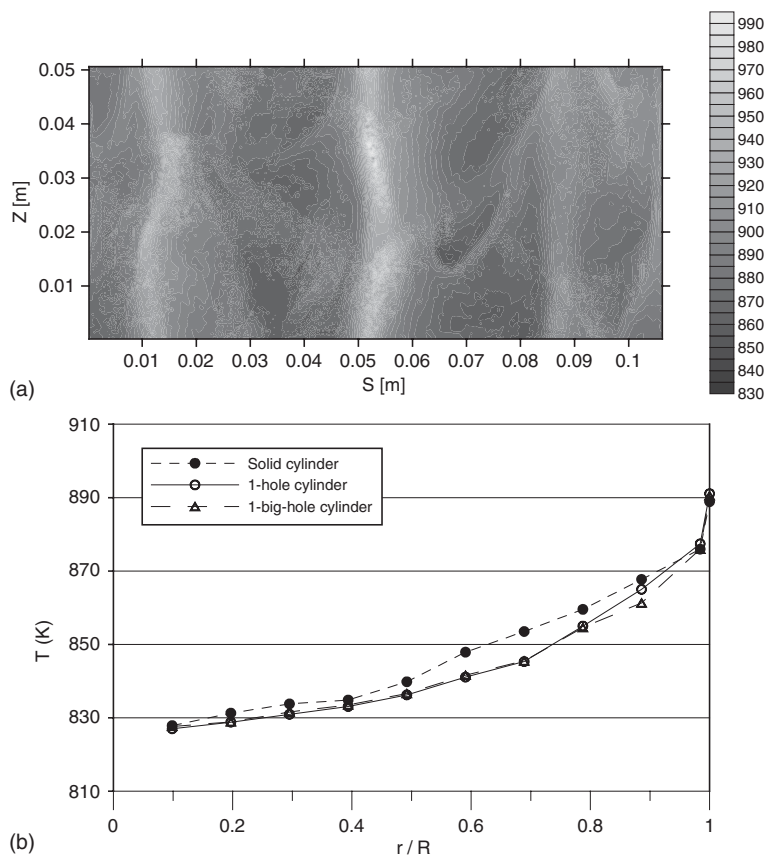 0.05
0.04
0.03
0.02
0.01
Z [m]
0.01 0.02 0.03 0.04 0.05 0.06 0.07 0.08 0.09 0.1
S [m]
(a)
990
980
970
960
950
940
930
920
910
900
890
880
870
860
850
840
830
910
890
870
850
830
810
T (K)
Solid cylinder
1-hole cylinder
1-big-hole cylinder
0 0.2 0.4 0.6 0.8 1
r / R
(b)